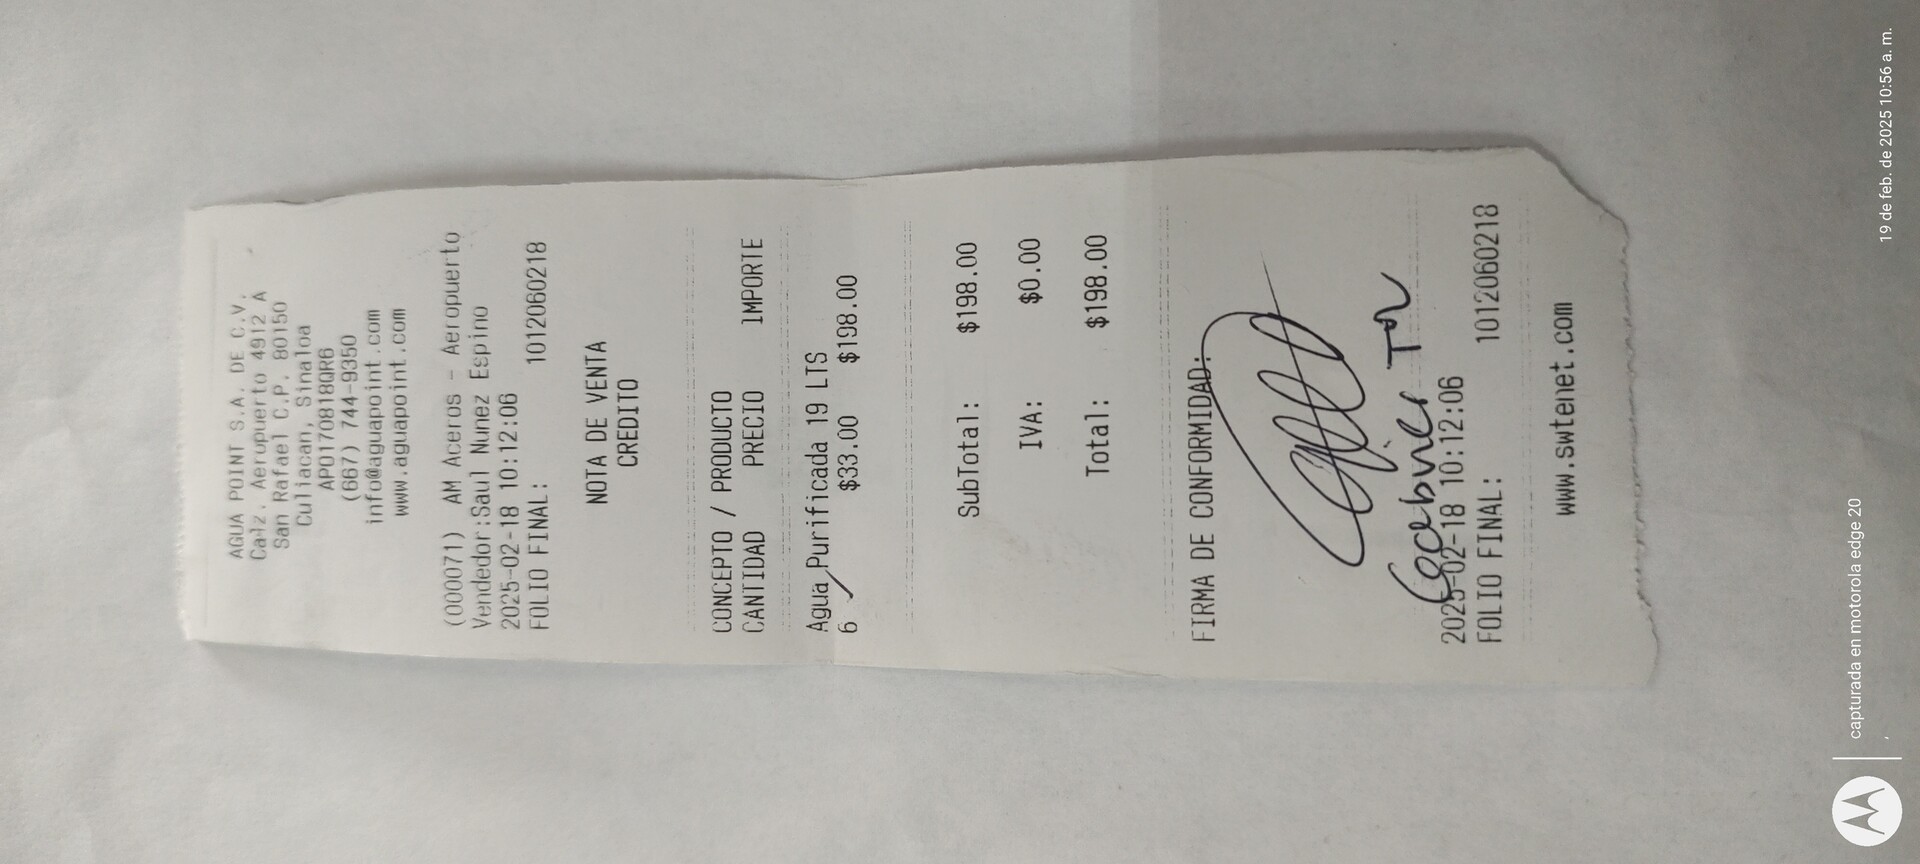 AGUA POINT S.A. DE C.V.
Calz. Aeropuerto 4912 A
San Rafael C.P. 80150
Culiacan, Sinaloa
APO170818QR6
(667) 744-9350
info@aguapoint.com
www.aguapoint.com
(000071) AM Aceros - Aeropuerto
Vendedor:Saul Nunez Espino
2025-02-18 10:12:06
FOLIO FINAL: 1012060218
NOTA DE VENTA
CREDITO
CONCEPTO / PRODUCTO
CANTIDAD PRECIO IMPORTE
Agua Purificada 19 LTS
6 $33.00 $198.00
SubTotal: $198.00
IVA: $0.00
Total: $198.00
FIRMA DE CONFORMIDAD:
2025-02-18 10:12:06
FOLIO FINAL: 1012060218
www.swtenet.com
capturada en motorola edge 20
19 de feb. de 2025 10:56 a. m.